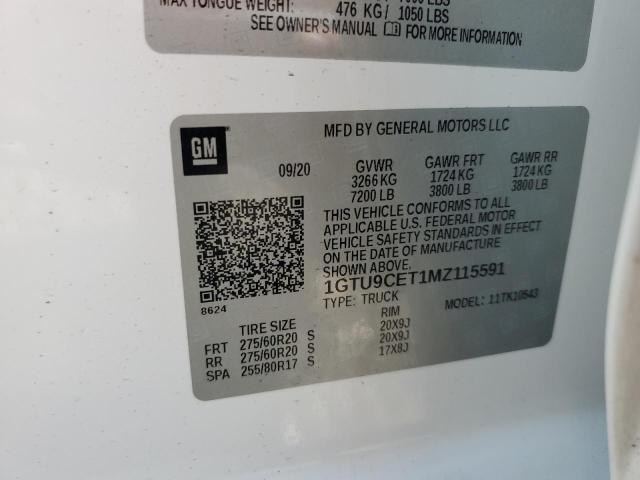 MAX TONGUE WEIGHT: 476 KG/ 1050 LBS
SEE OWNER'S MANUAL FOR MORE INFORMATION
GM
MFD BY GENERAL MOTORS LLC
09/20 GVWR GAWR FRT GAWR RR
3266 KG 1724 KG 1724 KG
7200 LB 3800 LB 3800 LB
THIS VEHICLE CONFORMS TO ALL
APPLICABLE U.S. FEDERAL MOTOR
VEHICLE SAFETY STANDARDS IN EFFECT
ON THE DATE OF MANUFACTURE
SHOWN ABOVE.
1GTU9CET1MZ115591
8624
TYPE: TRUCK MODEL: 11TK10543
TIRE SIZE RIM
FRT 275/60R20 S 20X9J
RR 275/60R20 S 20X9J
SPA 255/80R17 S 17X8J